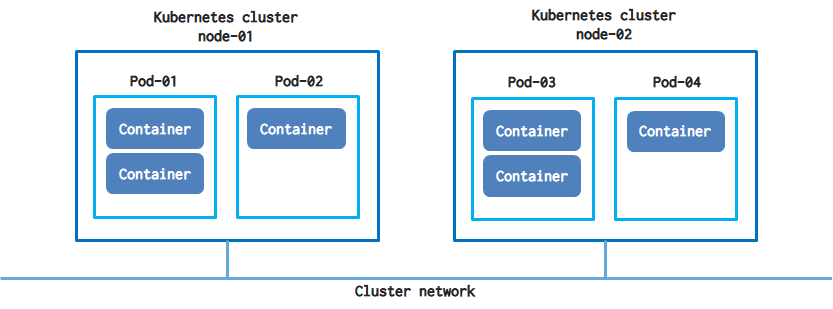 Kubernetes cluster
node-01
Kubernetes cluster
node-02
Pod-01
Pod-02
Container
Container
Container
Pod-03
Pod-04
Container
Container
Container
Cluster network